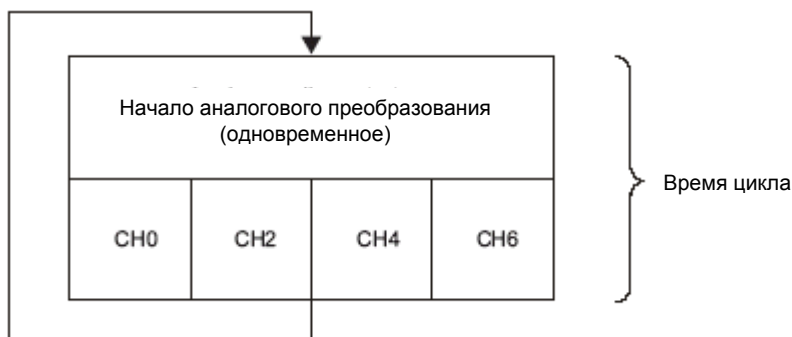 Начало аналогового преобразования
(одновременное)
Время цикла
CH0 CH2 CH4 CH6